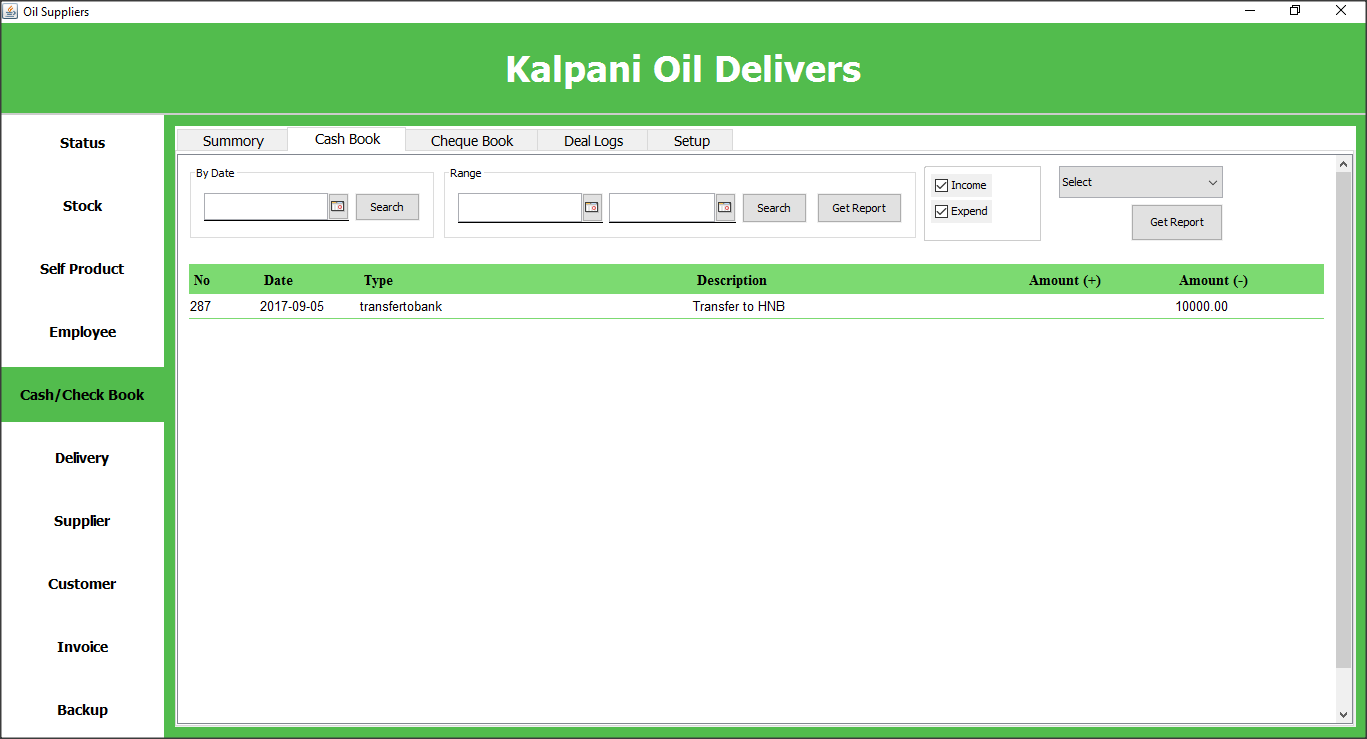 Oil Suppliers
Kalpani Oil Delivers
Status
Stock
Self Product
Employee
Cash/Check Book
Delivery
Supplier
Customer
Invoice
Backup
Summary Cash Book Cheque Book Deal Logs Setup
By Date
Search
Range
Search Get Report
Income
Expend
Select
Get Report
No Date Type Description Amount (+) Amount (-)
287 2017-09-05 transfertobank Transfer to HNB 10000.00